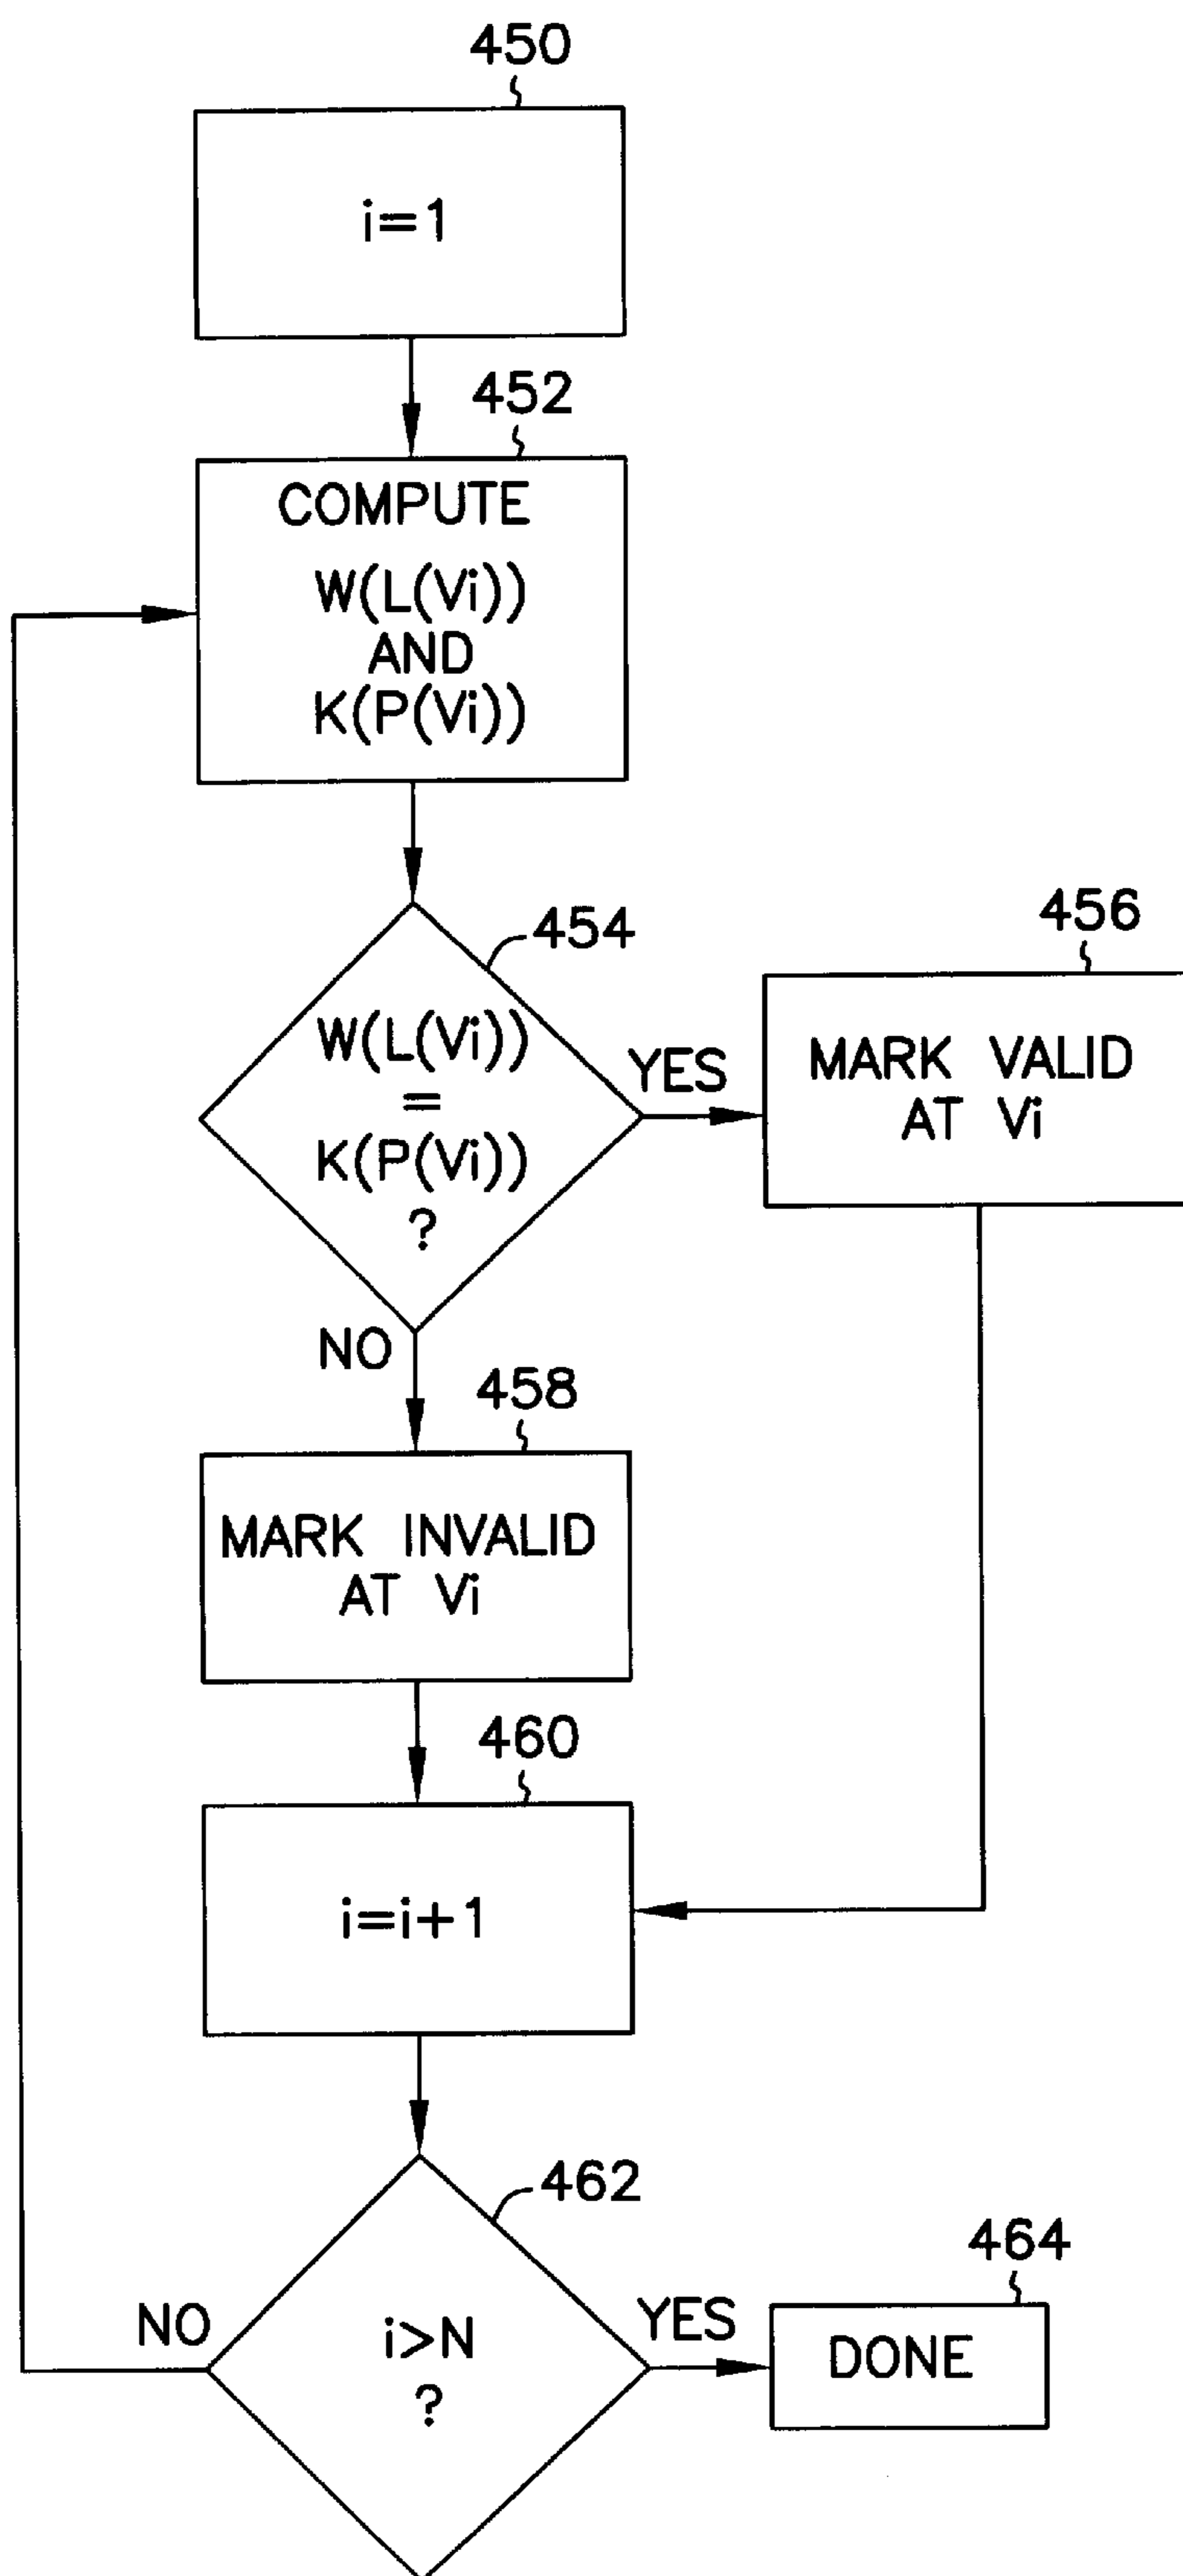 450
i=1
452
COMPUTE
W(L(Vi))
AND
K(P(Vi))
454
W(L(Vi))
=
K(P(Vi))
?
YES
456
MARK VALID
AT Vi
NO
458
MARK INVALID
AT Vi
460
i=i+1
462
i>N
?
NO
YES
464
DONE